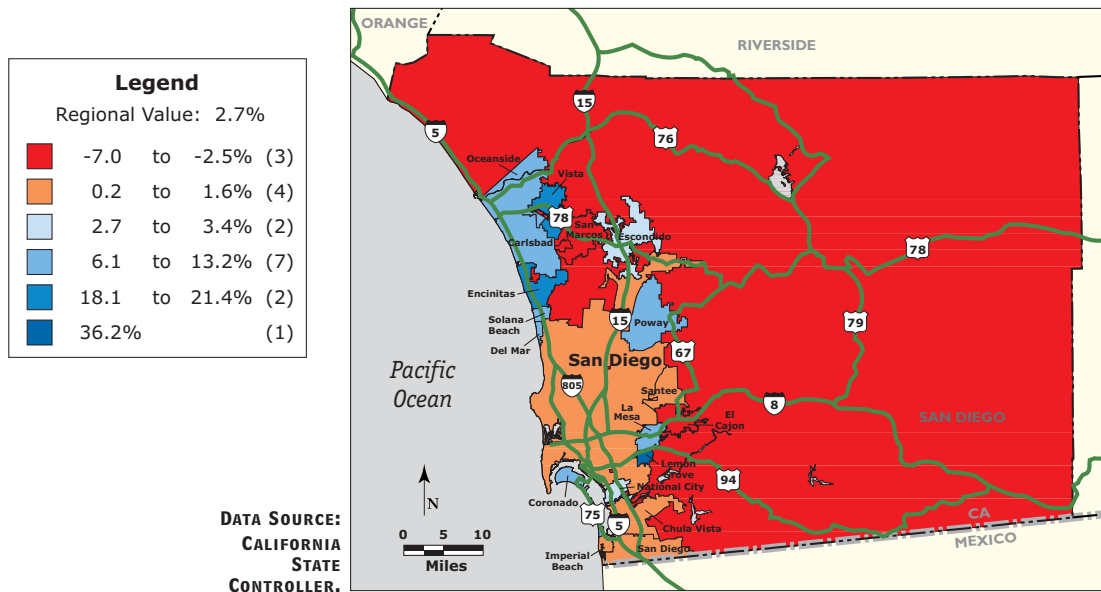 Legend
Regional Value: 2.7%
-7.0 to -2.5% (3)
0.2 to 1.6% (4)
2.7 to 3.4% (2)
6.1 to 13.2% (7)
18.1 to 21.4% (2)
36.2% (1)
DATA SOURCE:
CALIFORNIA
STATE
CONTROLLER.
ORANGE
RIVERSIDE
5
15
76
Oceanside
Vista
78
San
Marcos
Escondido
Carlsbad
78
Encinitas
Solana
Beach
Del Mar
15
Poway
79
67
San Diego
Pacific
Ocean
805
Santee
La
Mesa
8
El
Cajon
SAN DIEGO
Lemon
Grove
94
National City
Coronado
N
75
5
Chula Vista
CA
MEXICO
0 5 10
Miles
Imperial
Beach
San Diego